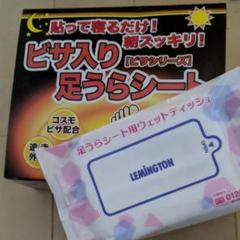 貼って寝るだけ！
朝スッキリ！
ビサ入り
[ビサシリーズ]
足うらシート
コスモ
ビサ配合
足うらシート用ウェットティッシュ
LEMINGTON
OPEN